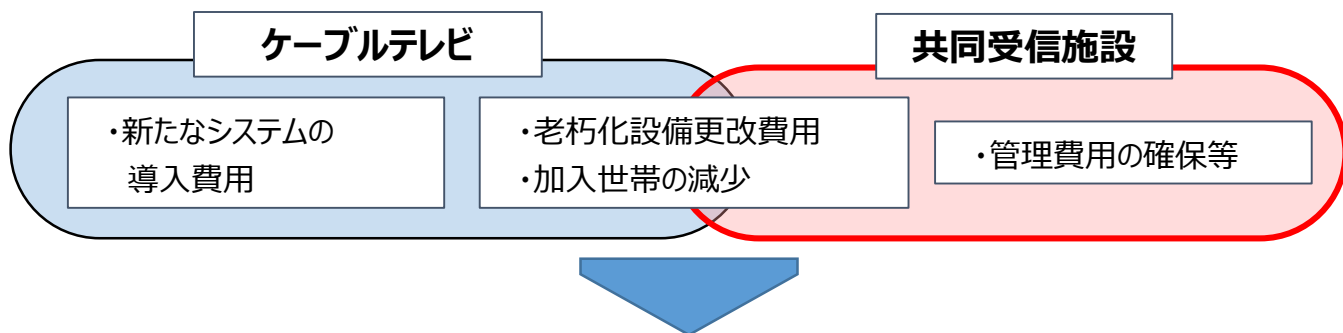 ケーブルテレビ
共同受信施設
・新たなシステムの
導入費用
・老朽化設備更改費用
・加入世帯の減少
・管理費用の確保等